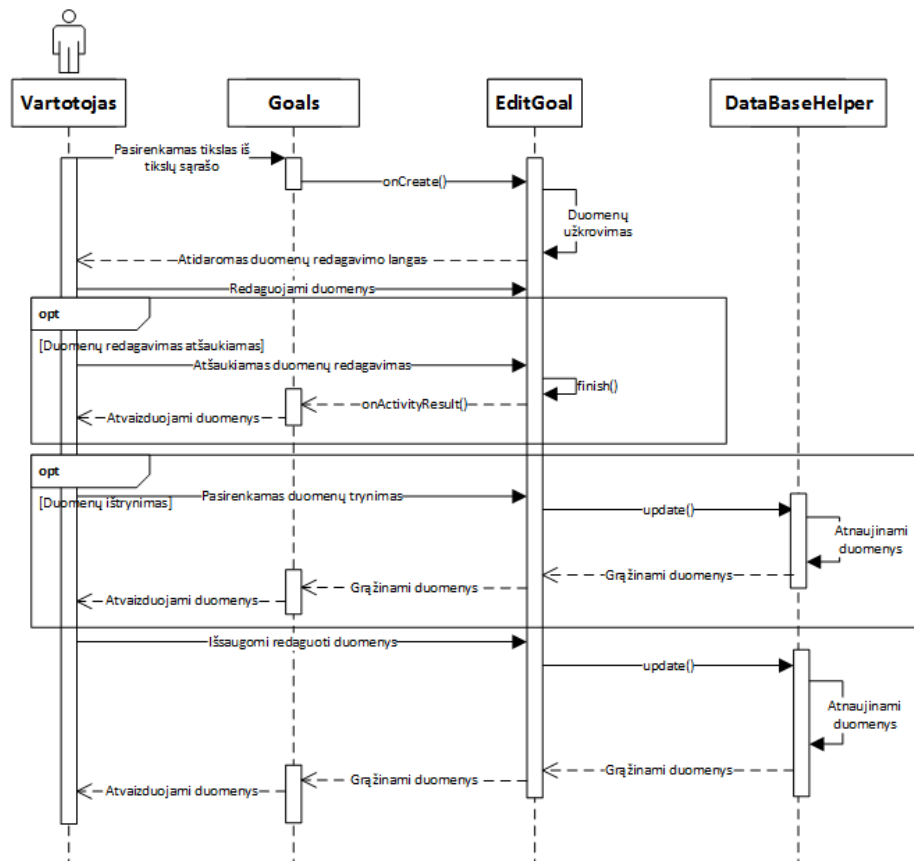 Vartotojas
Goals
EditGoal
DataBaseHelper
Pasirenkamas tikslas iš
tikslų sąrašo
onCreate()
Duomenų
užkrovimas
Atidaromas duomenų redagavimo langas
Redaguojami duomenys
opt
[Duomenų redagavimas atšaukiamas]
Atšaukiamas duomenų redagavimas
finish()
onActivityResult()
Atvaizduojami duomenys
opt
[Duomenų ištrynimas]
Pasirenkamas duomenų trynimas
update()
Atnaujinami
duomenys
Grąžinami duomenys
Grąžinami duomenys
Atvaizduojami duomenys
Išsaugomi redaguoti duomenys
update()
Atnaujinami
duomenys
Grąžinami duomenys
Grąžinami duomenys
Atvaizduojami duomenys